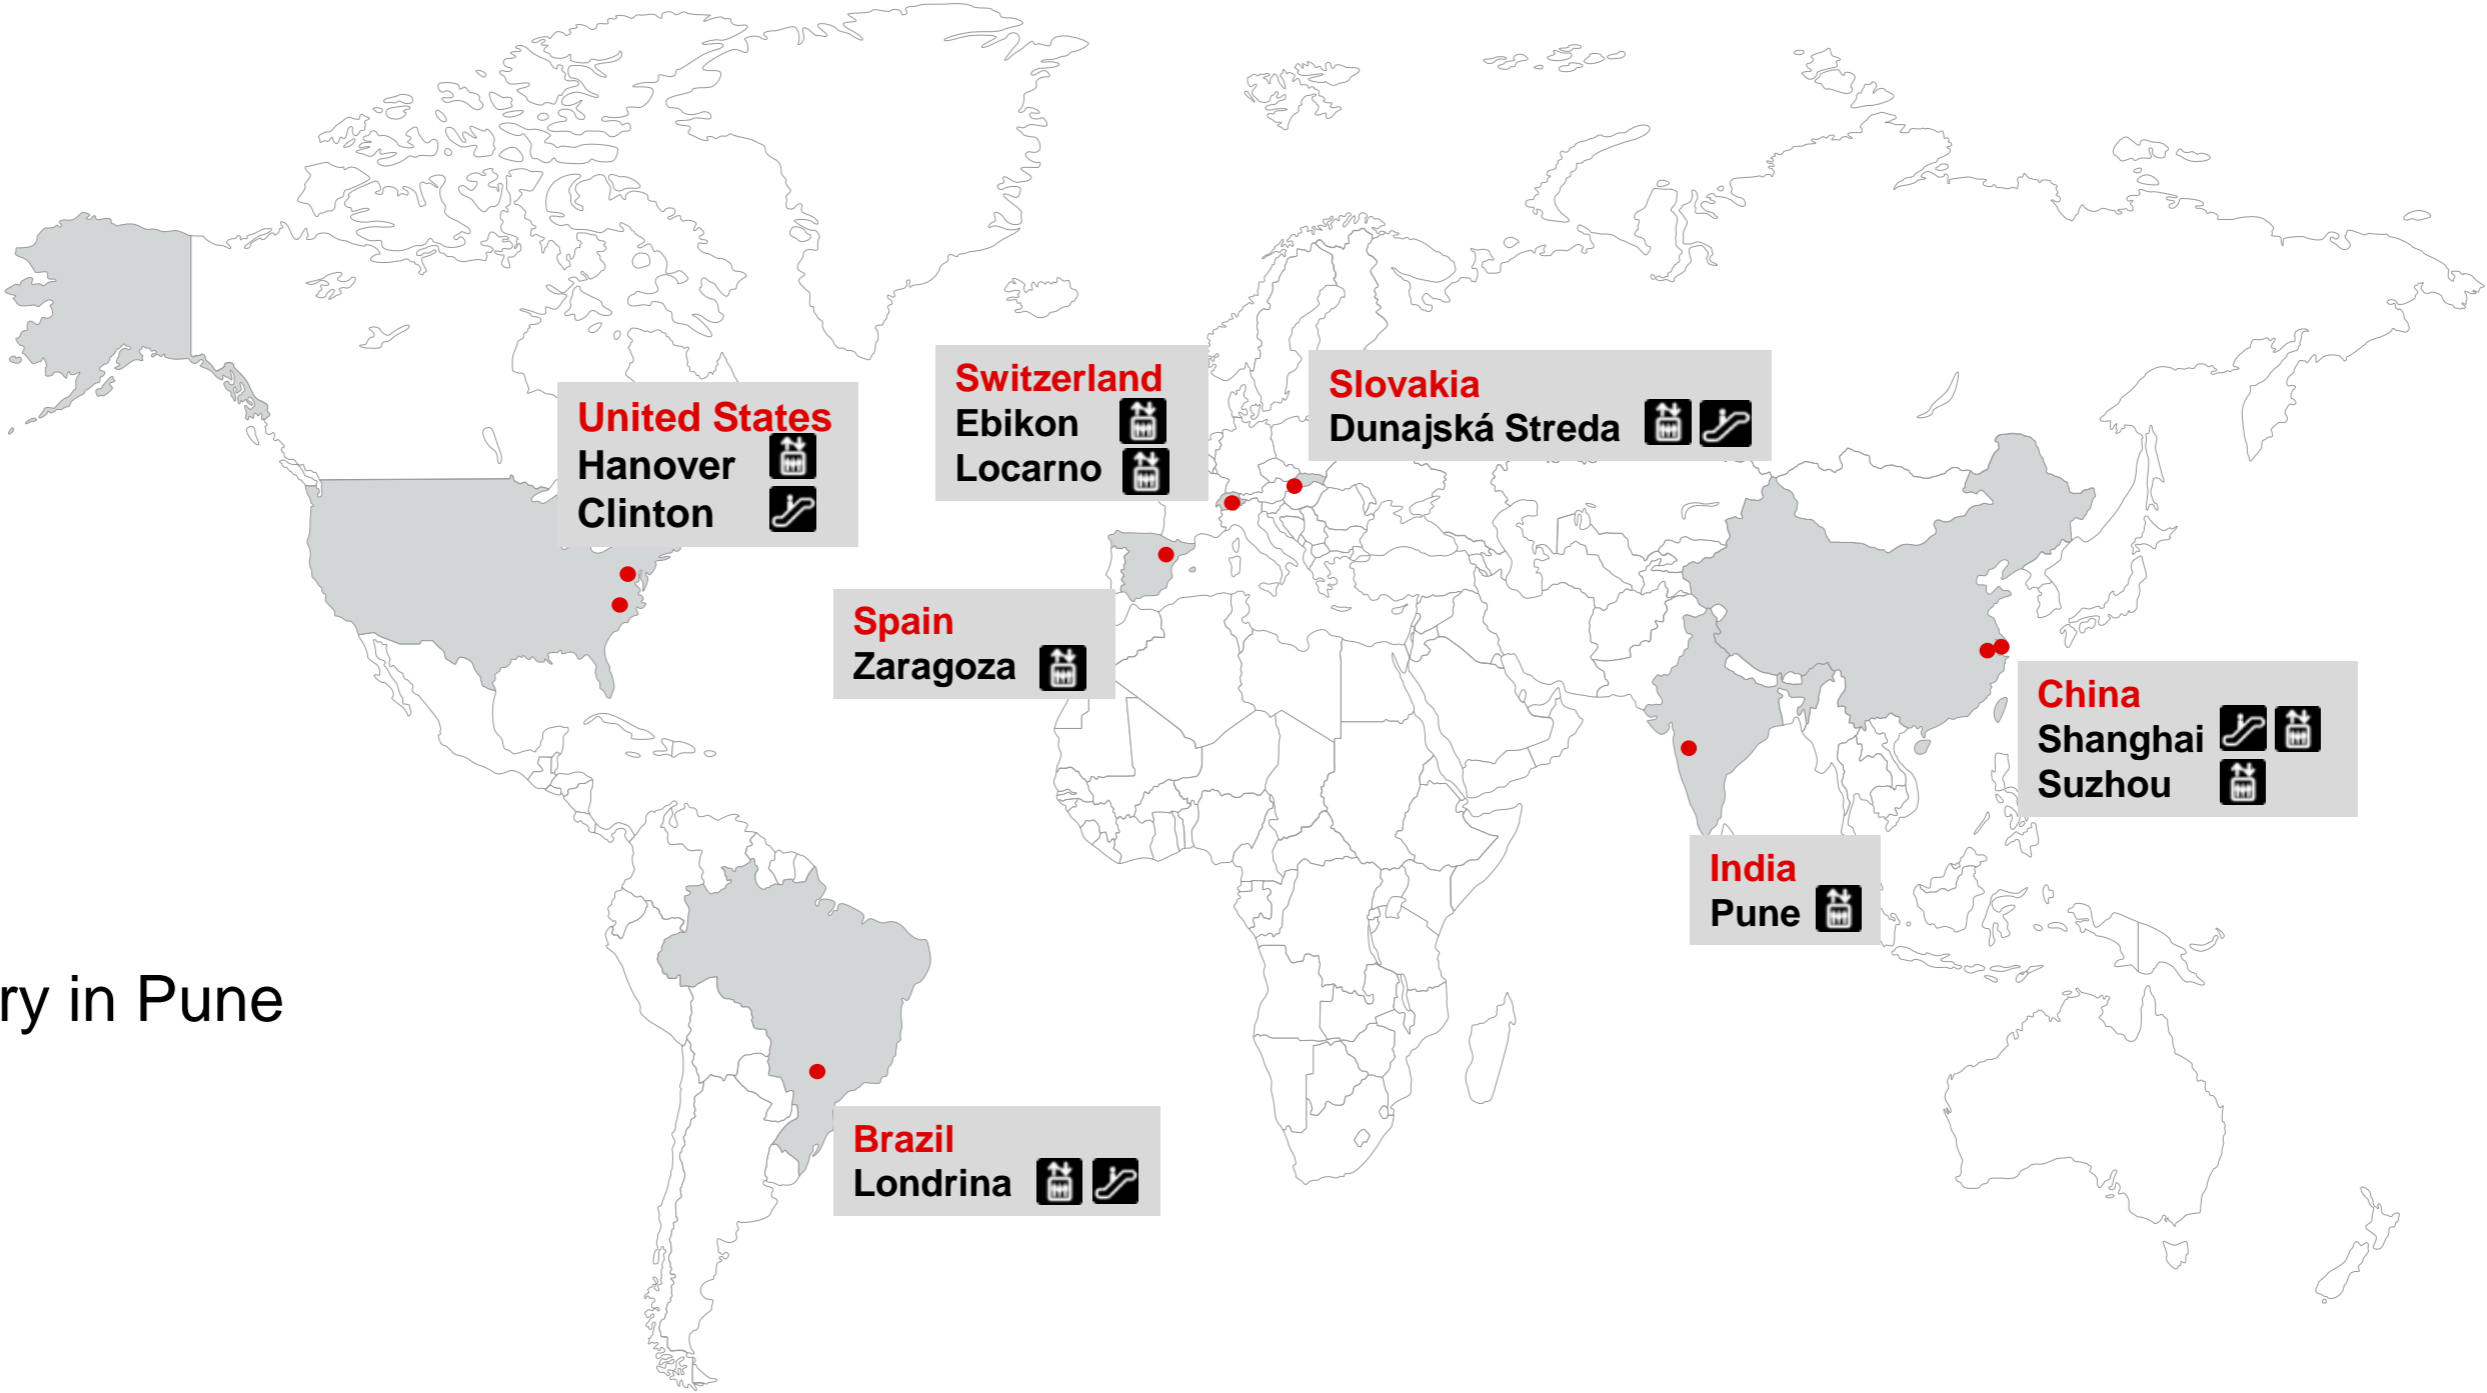 United States
Hanover
Clinton
Switzerland
Ebikon
Locarno
Slovakia
Dunajská Streda
Spain
Zaragoza
China
Shanghai
Suzhou
India
Pune
ry in Pune
Brazil
Londrina